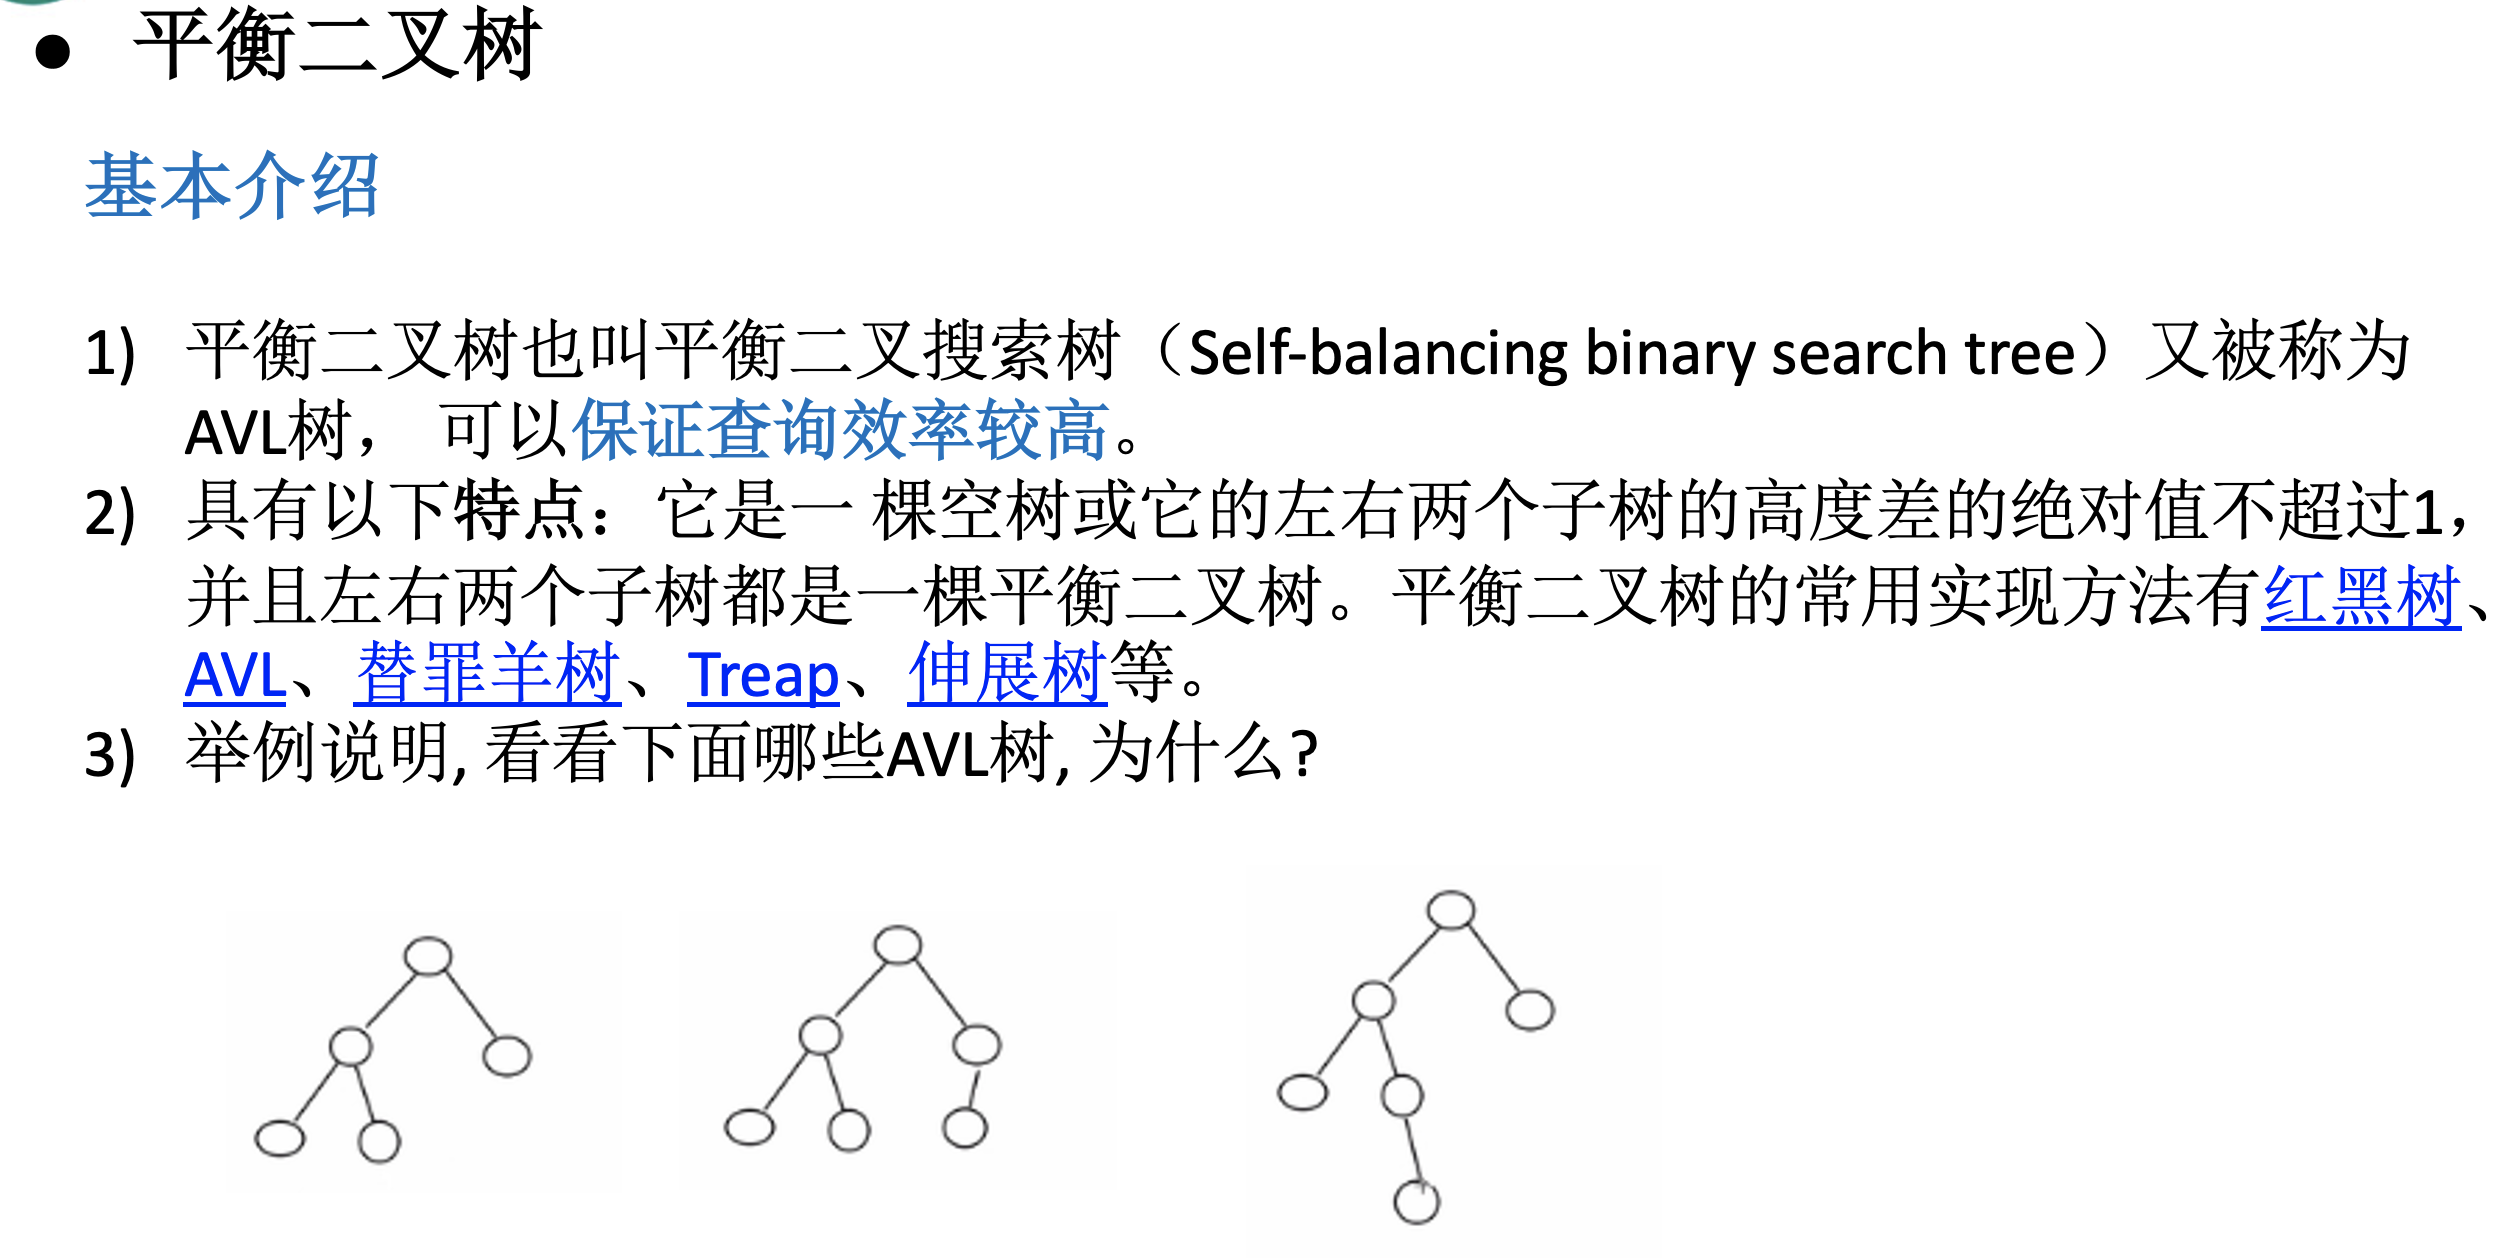 ● 平衡二叉树
基本介绍
1) 平衡二叉树也叫平衡二叉搜索树（Self-balancing binary search tree）又被称为
AVL树， 可以保证查询效率较高。
2) 具有以下特点：它是一棵空树或它的左右两个子树的高度差的绝对值不超过1，
并且左右两个子树都是一棵平衡二叉树。平衡二叉树的常用实现方法有红黑树、
AVL、替罪羊树、Treap、伸展树等。
3) 举例说明,看看下面哪些AVL树,为什么?